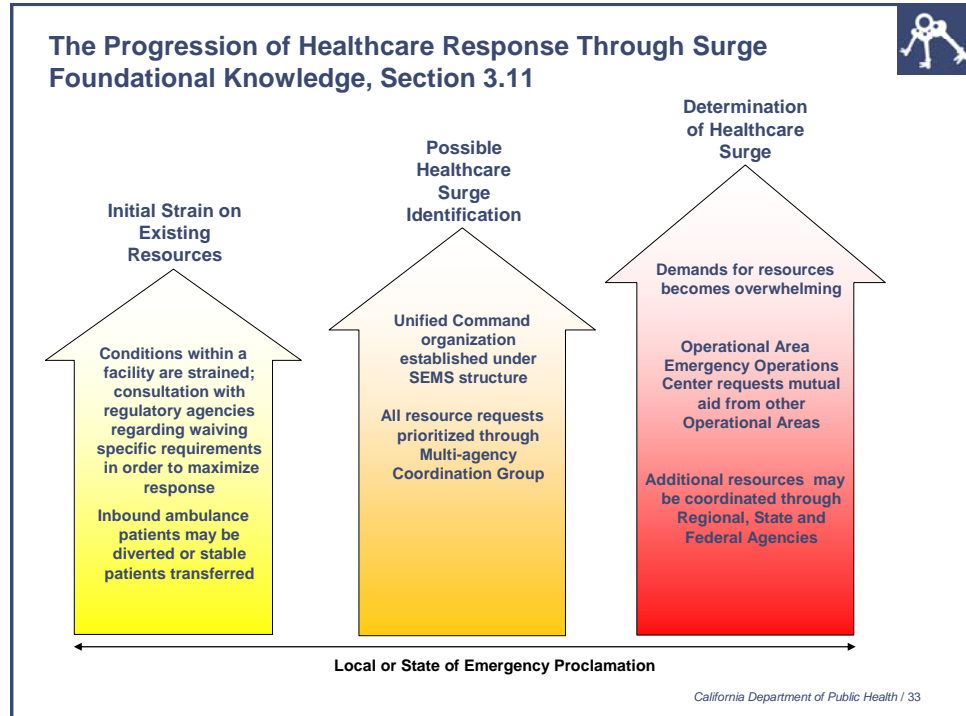 The Progression of Healthcare Response Through Surge
Foundational Knowledge, Section 3.11
Initial Strain on
Existing
Resources
Conditions within a
facility are strained;
consultation with
regulatory agencies
regarding waiving
specific requirements
in order to maximize
response
Inbound ambulance
patients may be
diverted or stable
patients transferred
Possible
Healthcare
Surge
Identification
Unified Command
organization
established under
SEMS structure
All resource requests
prioritized through
Multi-agency
Coordination Group
Determination
of Healthcare
Surge
Demands for resources
becomes overwhelming
Operational Area
Emergency Operations
Center requests mutual
aid from other
Operational Areas
Additional resources may
be coordinated through
Regional, State and
Federal Agencies
Local or State of Emergency Proclamation
California Department of Public Health / 33